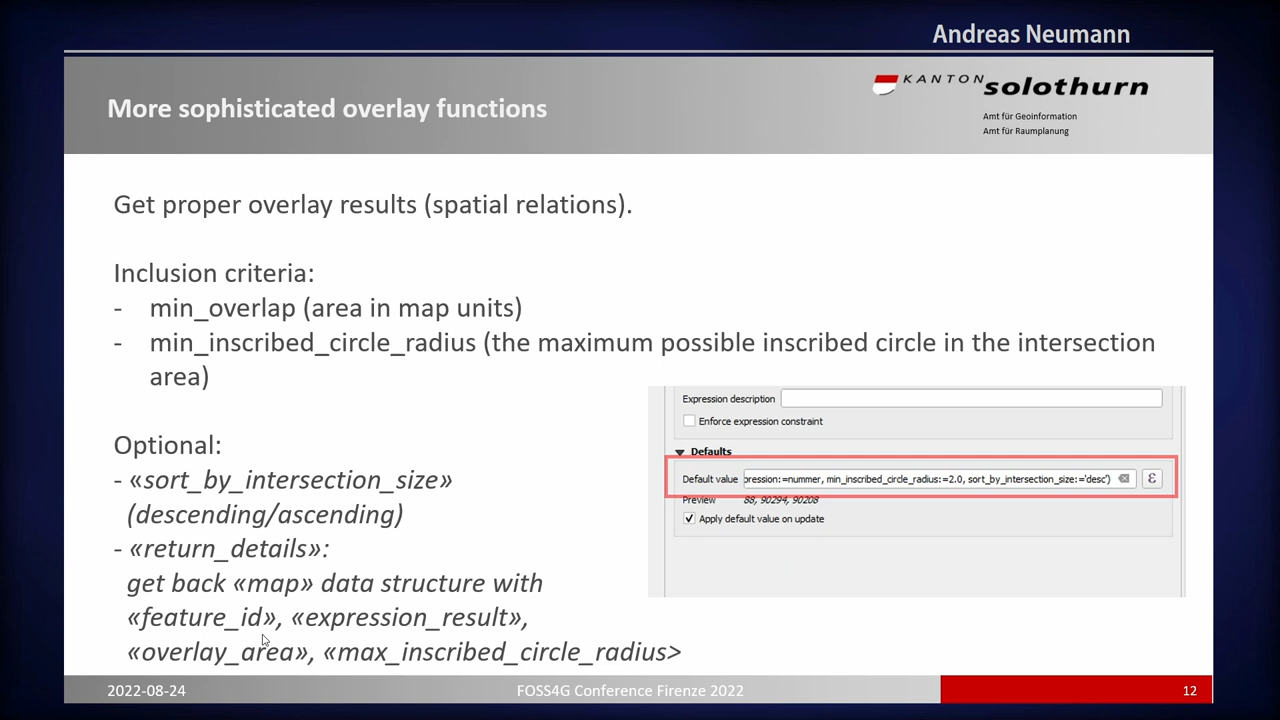 Andreas Neumann
More sophisticated overlay functions
KANTON solothurn
Amt für Geoinformation
Amt für Raumplanung
Get proper overlay results (spatial relations).
Inclusion criteria:
- min_overlap (area in map units)
- min_inscribed_circle_radius (the maximum possible inscribed circle in the intersection
area)
Optional:
- «sort_by_intersection_size»
(descending/ascending)
- «return_details»:
get back «map» data structure with
«feature_id», «expression_result»,
«overlay_area», «max_inscribed_circle_radius>
Expression description
Enforce expression constraint
Defaults
Default value pression:=nummer, min_inscribed_circle_radius:=2.0, sort_by_intersection_size:='desc') ε
Preview 88, 90294, 90208
Apply default value on update
2022-08-24 FOSS4G Conference Firenze 2022 12